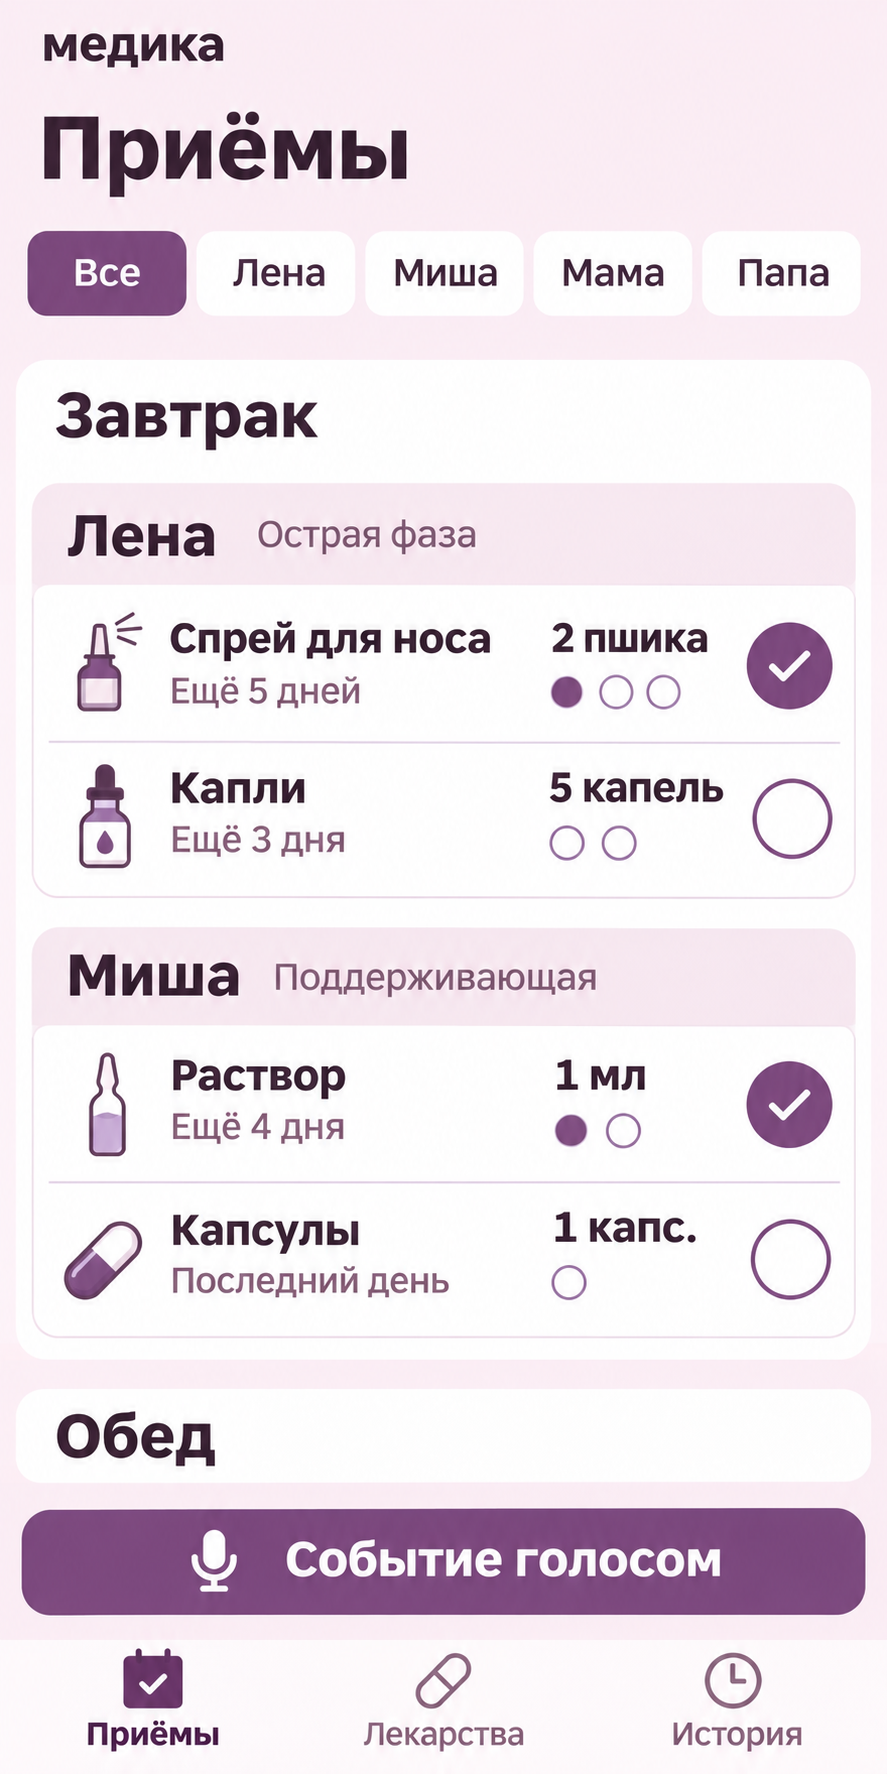 медика
Приёмы
Все Лена Миша Мама Папа
Завтрак
Лена Острая фаза
Спрей для носа 2 пшика
Ещё 5 дней
Капли 5 капель
Ещё 3 дня
Миша Поддерживающая
Раствор 1 мл
Ещё 4 дня
Капсулы 1 капс.
Последний день
Обед
Событие голосом
Приёмы Лекарства История